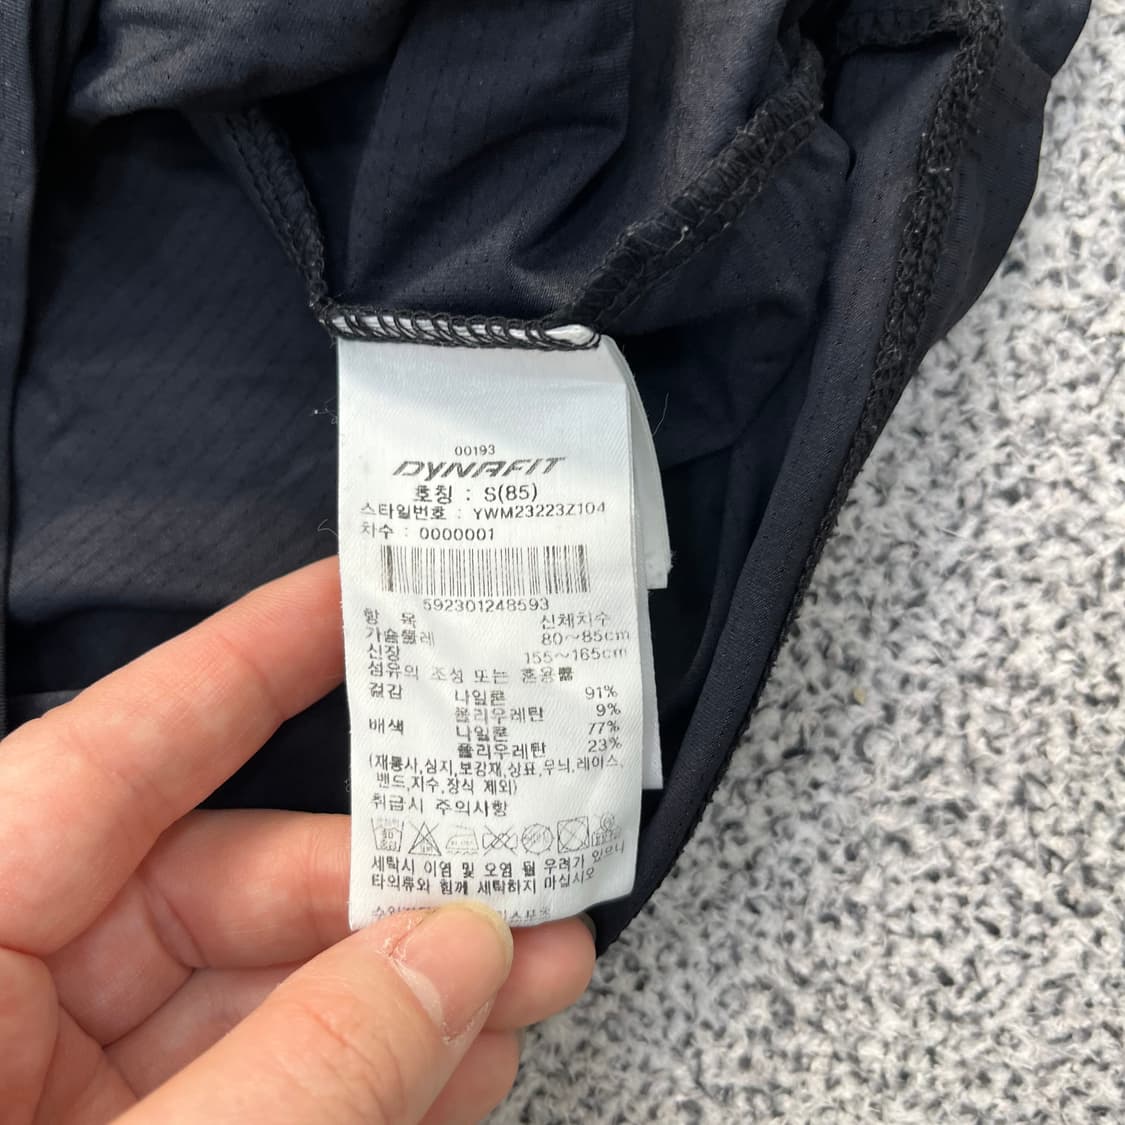 00193
DYNAFIT
호칭 : S(85)
스타일번호 : YWM23223Z104
차수 : 0000001
592301248593
항 목 신체치수
가슴둘레 80~85cm
신장 155~165cm
섬유의 조성 또는 혼용률
겉감 나일론 91%
폴리우레탄 9%
배색 나일론 77%
폴리우레탄 23%
(재봉사,심지,보강재,상표,무늬,레이스,
밴드,자수,장식 제외)
취급시 주의사항
세탁시 이염 및 오염 될 우려가 있으니
타의류와 함께 세탁하지 마십시오